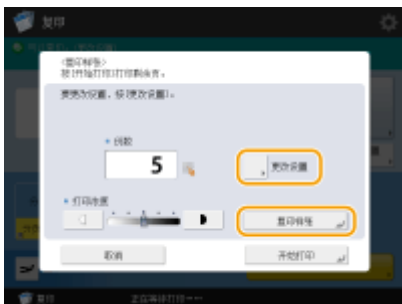 复印
<复印样张>
按[开始打印]打印剩余页。
要更改设置，按[更改设置]。
份数
5
更改设置
打印浓度
复印样张
取消
开始打印
复印
正在等待打印